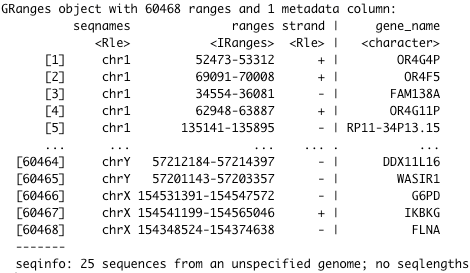 GRanges object with 60468 ranges and 1 metadata column:
seqnames ranges strand | gene_name
<Rle> <IRanges> <Rle> | <character>
[1] chr1 52473-53312 + | OR4G4P
[2] chr1 69091-70008 + | OR4F5
[3] chr1 34554-36081 - | FAM138A
[4] chr1 62948-63887 + | OR4G11P
[5] chr1 135141-135895 - | RP11-34P13.15
... ... ... ... . ...
[60464] chrY 57212184-57214397 - | DDX11L16
[60465] chrY 57201143-57203357 - | WASIR1
[60466] chrX 154531391-154547572 - | G6PD
[60467] chrX 154541199-154565046 + | IKBKG
[60468] chrX 154348524-154374638 - | FLNA
-------
seqinfo: 25 sequences from an unspecified genome; no seqlengths